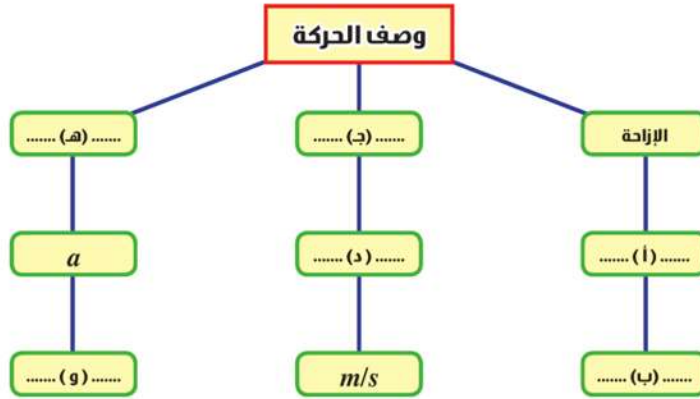 وصف الحركة
الإزاحة
....... (جـ) .......
....... (هـ) .......
....... (أ) .......
....... (د) .......
a
....... (ب) .......
m/s
....... (و) .......